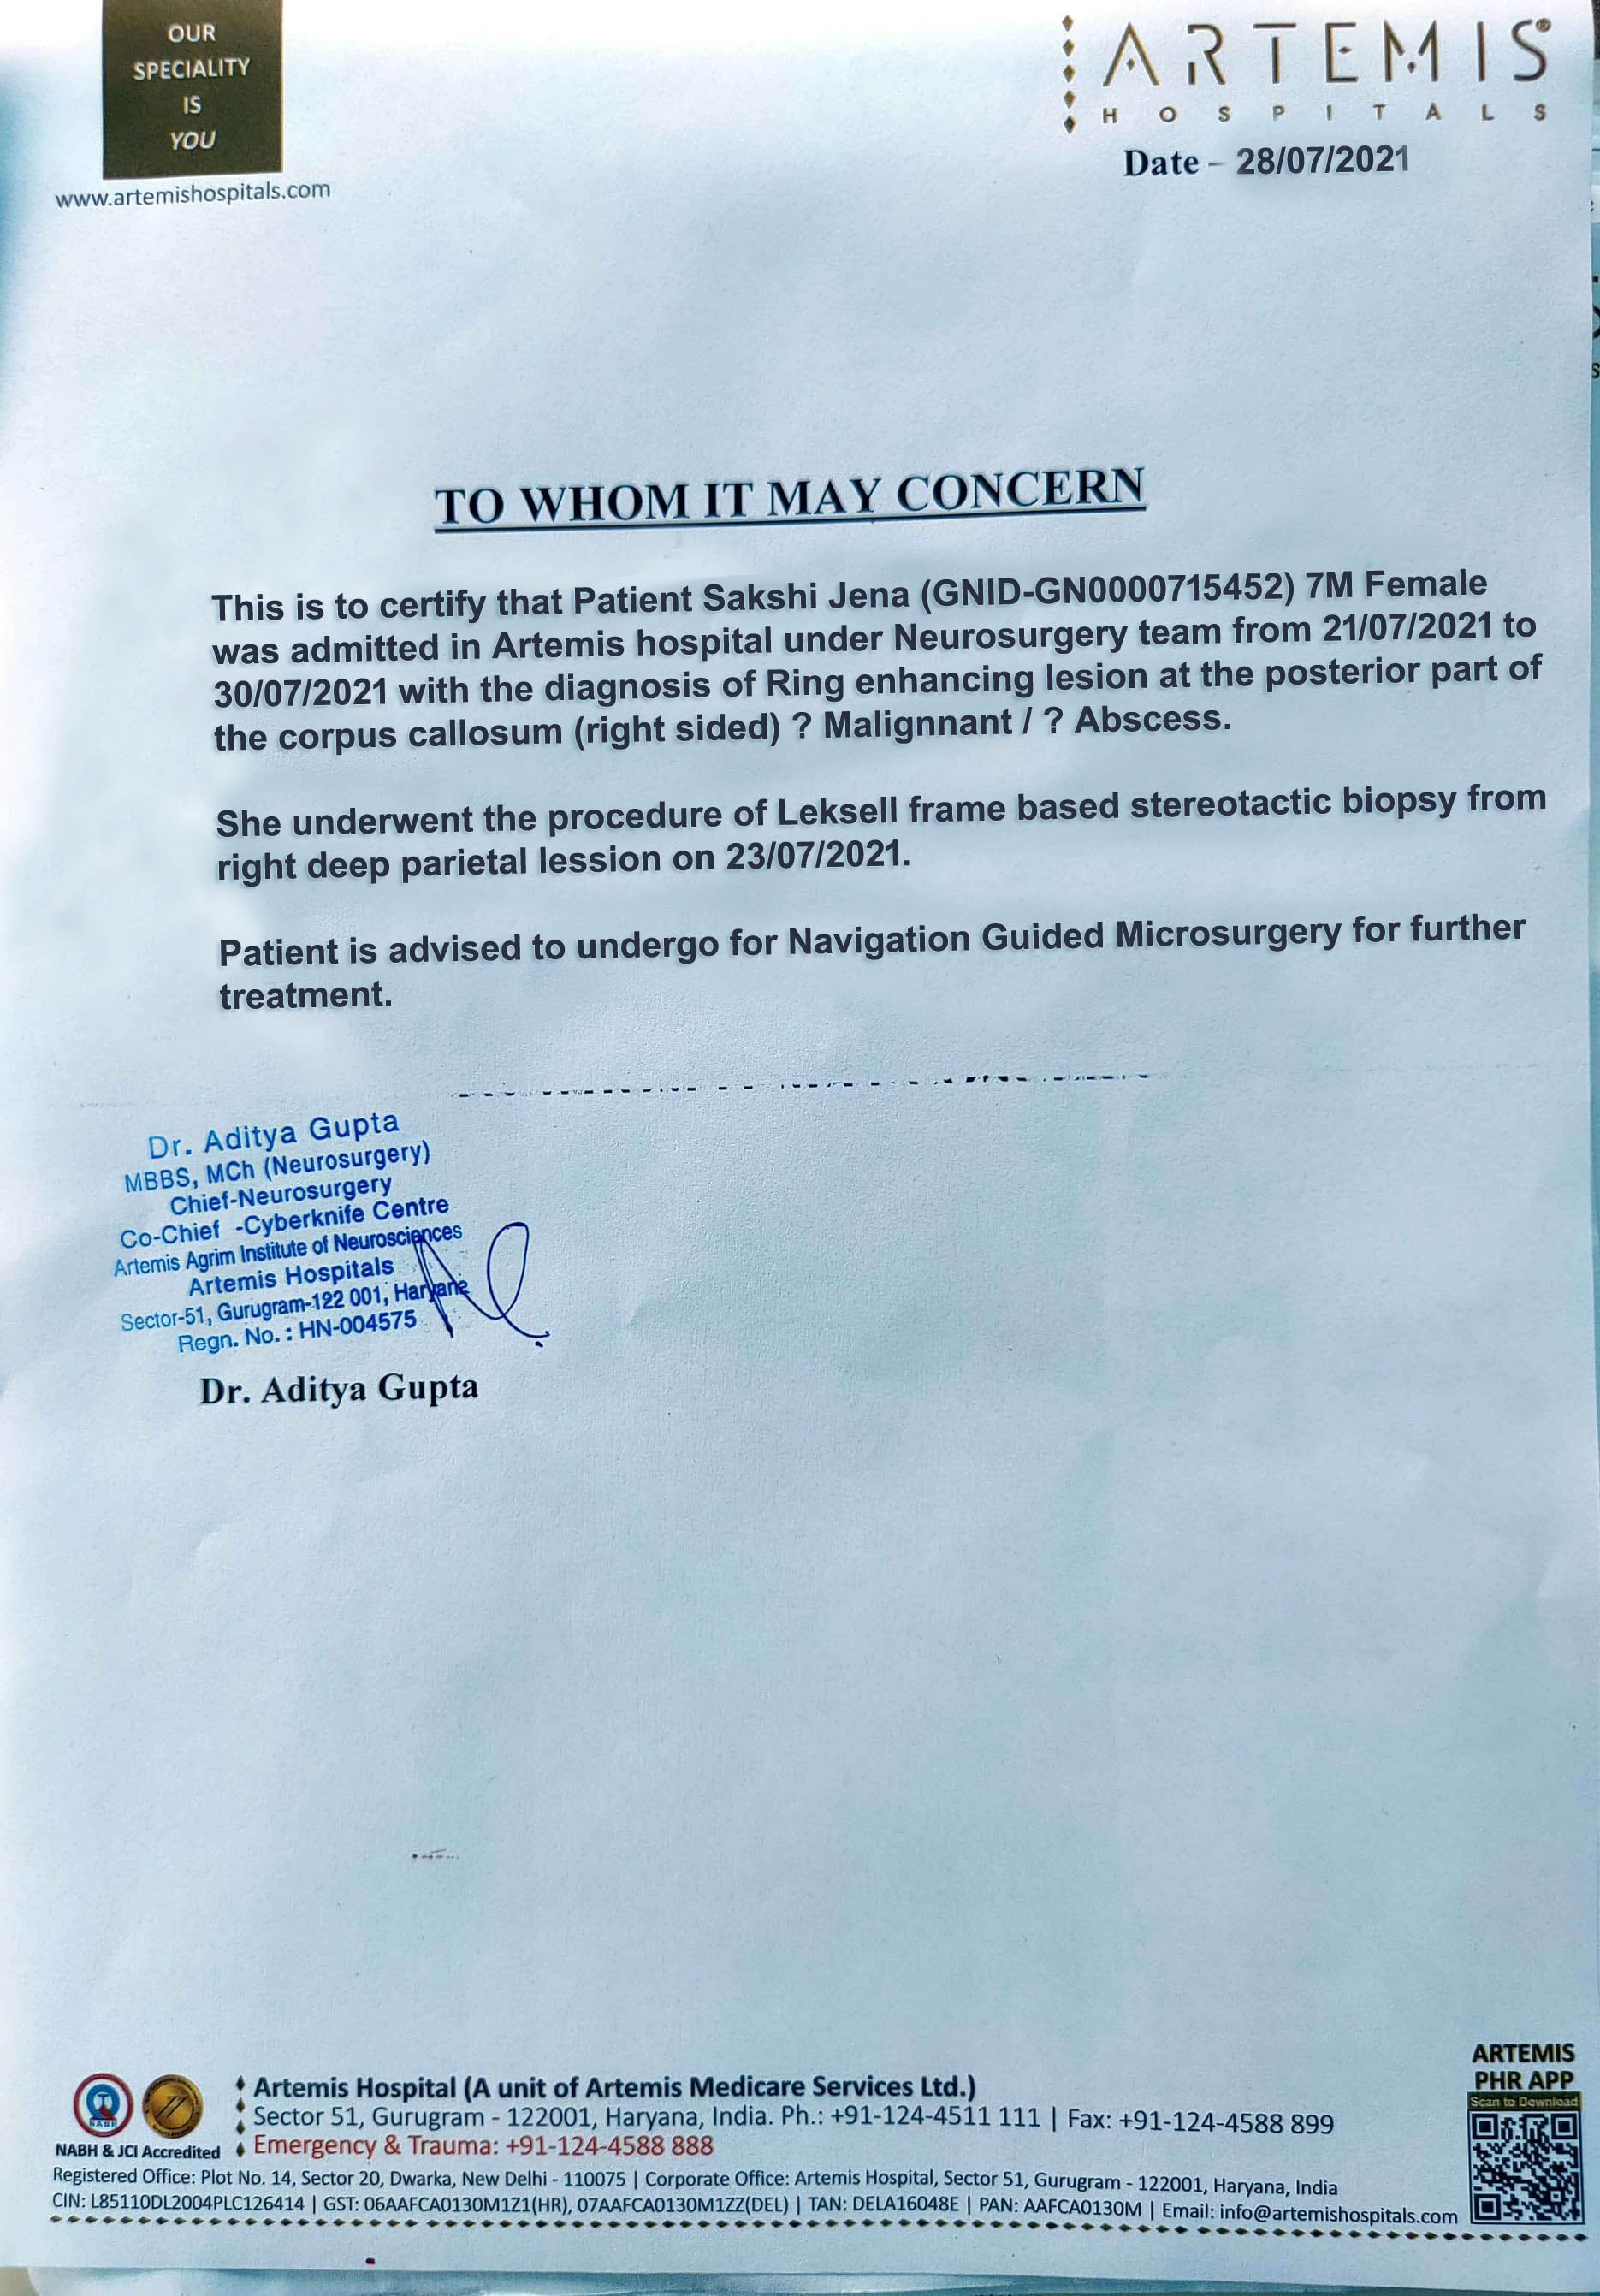 OUR
SPECIALITY
IS
YOU
www.artemishospitals.com
ARTEMIS®
HOSPITALS
Date – 28/07/2021
TO WHOM IT MAY CONCERN
This is to certify that Patient Sakshi Jena (GNID-GN0000715452) 7M Female
was admitted in Artemis hospital under Neurosurgery team from 21/07/2021 to
30/07/2021 with the diagnosis of Ring enhancing lesion at the posterior part of
the corpus callosum (right sided) ? Malignnant / ? Abscess.
She underwent the procedure of Leksell frame based stereotactic biopsy from
right deep parietal lession on 23/07/2021.
Patient is advised to undergo for Navigation Guided Microsurgery for further
treatment.
Dr. Aditya Gupta
MBBS, MCh (Neurosurgery)
Chief-Neurosurgery
Co-Chief -Cyberknife Centre
Artemis Agrim Institute of Neurosciences
Artemis Hospitals
Sector-51, Gurugram-122 001, Haryana
Regn. No. : HN-004575
Dr. Aditya Gupta
NABH
NABH & JCI Accredited
Artemis Hospital (A unit of Artemis Medicare Services Ltd.)
Sector 51, Gurugram - 122001, Haryana, India. Ph.: +91-124-4511 111 | Fax: +91-124-4588 899
Emergency & Trauma: +91-124-4588 888
Registered Office: Plot No. 14, Sector 20, Dwarka, New Delhi - 110075 | Corporate Office: Artemis Hospital, Sector 51, Gurugram - 122001, Haryana, India
CIN: L85110DL2004PLC126414 | GST: 06AAFCA0130M1Z1(HR), 07AAFCA0130M1ZZ(DEL) | TAN: DELA16048E | PAN: AAFCA0130M | Email: info@artemishospitals.com
ARTEMIS
PHR APP
Scan to Download